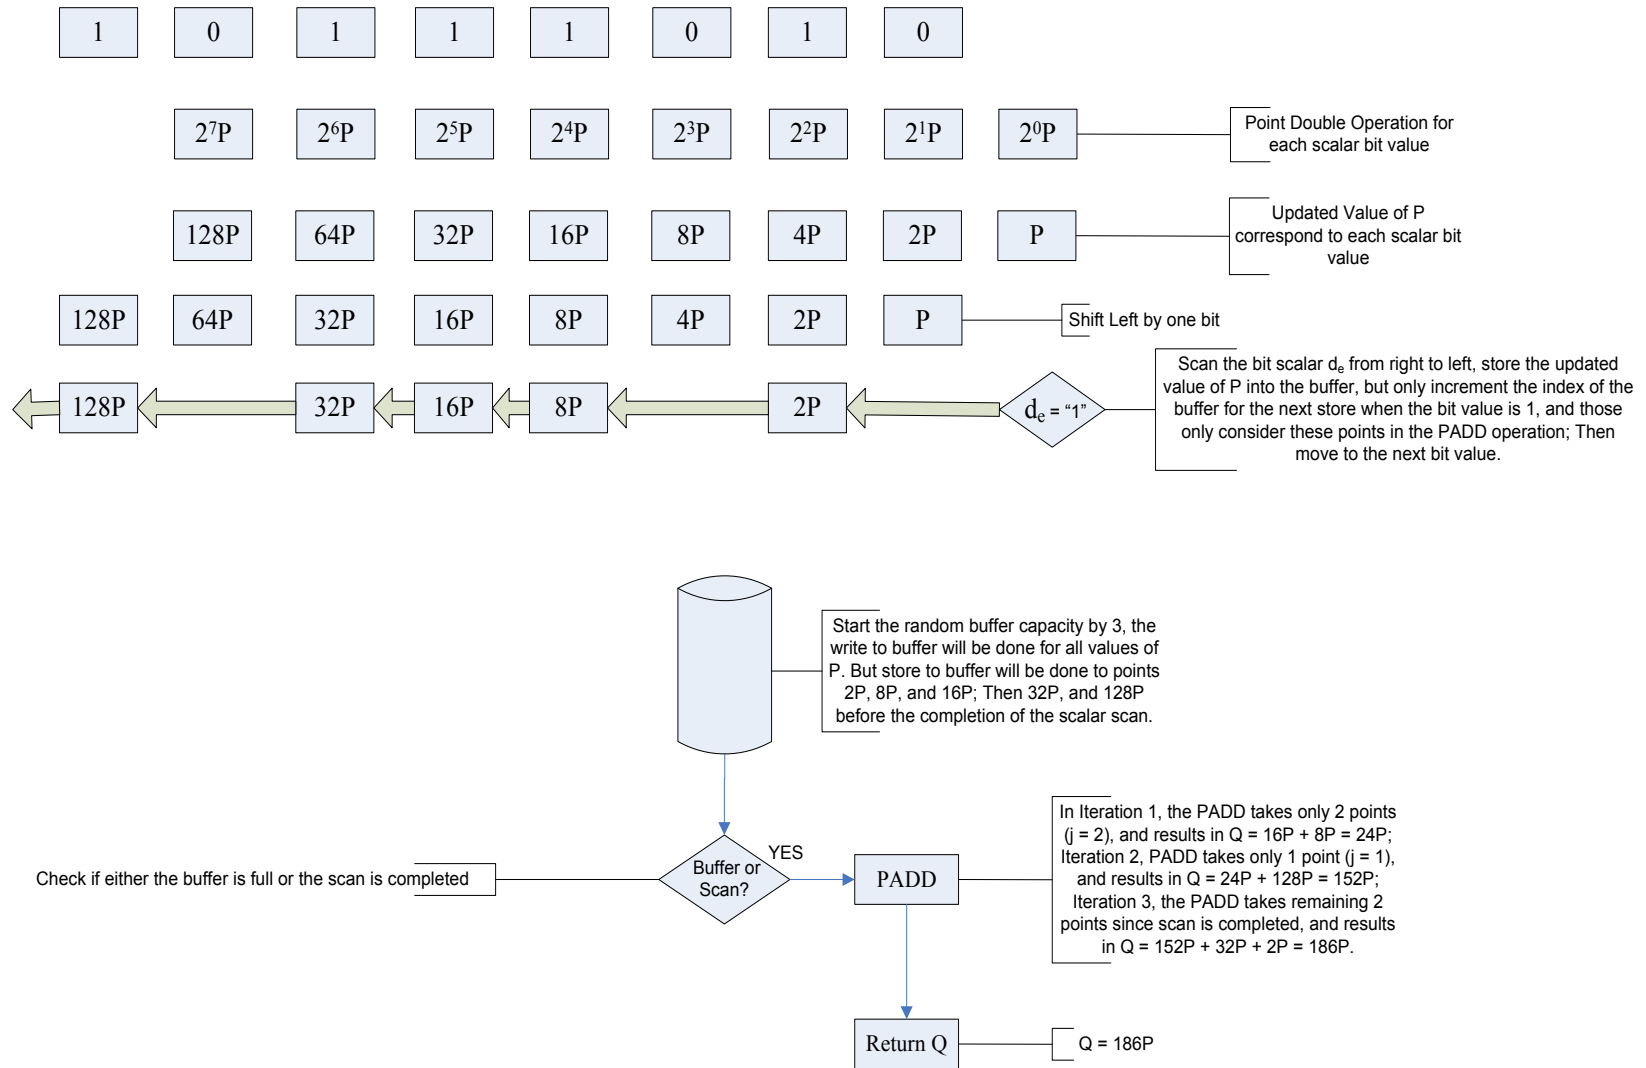 1 0 1 1 1 0 1 0
2⁷P 2⁶P 2⁵P 2⁴P 2³P 2²P 2¹P 2⁰P
Point Double Operation for
each scalar bit value
128P 64P 32P 16P 8P 4P 2P P
Updated Value of P
correspond to each scalar bit
value
128P 64P 32P 16P 8P 4P 2P P
Shift Left by one bit
128P 32P 16P 8P 2P
dₑ = “1”
Scan the bit scalar dₑ from right to left, store the updated
value of P into the buffer, but only increment the index of the
buffer for the next store when the bit value is 1, and those
only consider these points in the PADD operation; Then
move to the next bit value.
Start the random buffer capacity by 3, the
write to buffer will be done for all values of
P. But store to buffer will be done to points
2P, 8P, and 16P; Then 32P, and 128P
before the completion of the scalar scan.
Check if either the buffer is full or the scan is completed
Buffer or
Scan?
YES
PADD
In Iteration 1, the PADD takes only 2 points
(j = 2), and results in Q = 16P + 8P = 24P;
Iteration 2, PADD takes only 1 point (j = 1),
and results in Q = 24P + 128P = 152P;
Iteration 3, the PADD takes remaining 2
points since scan is completed, and results
in Q = 152P + 32P + 2P = 186P.
Return Q
Q = 186P